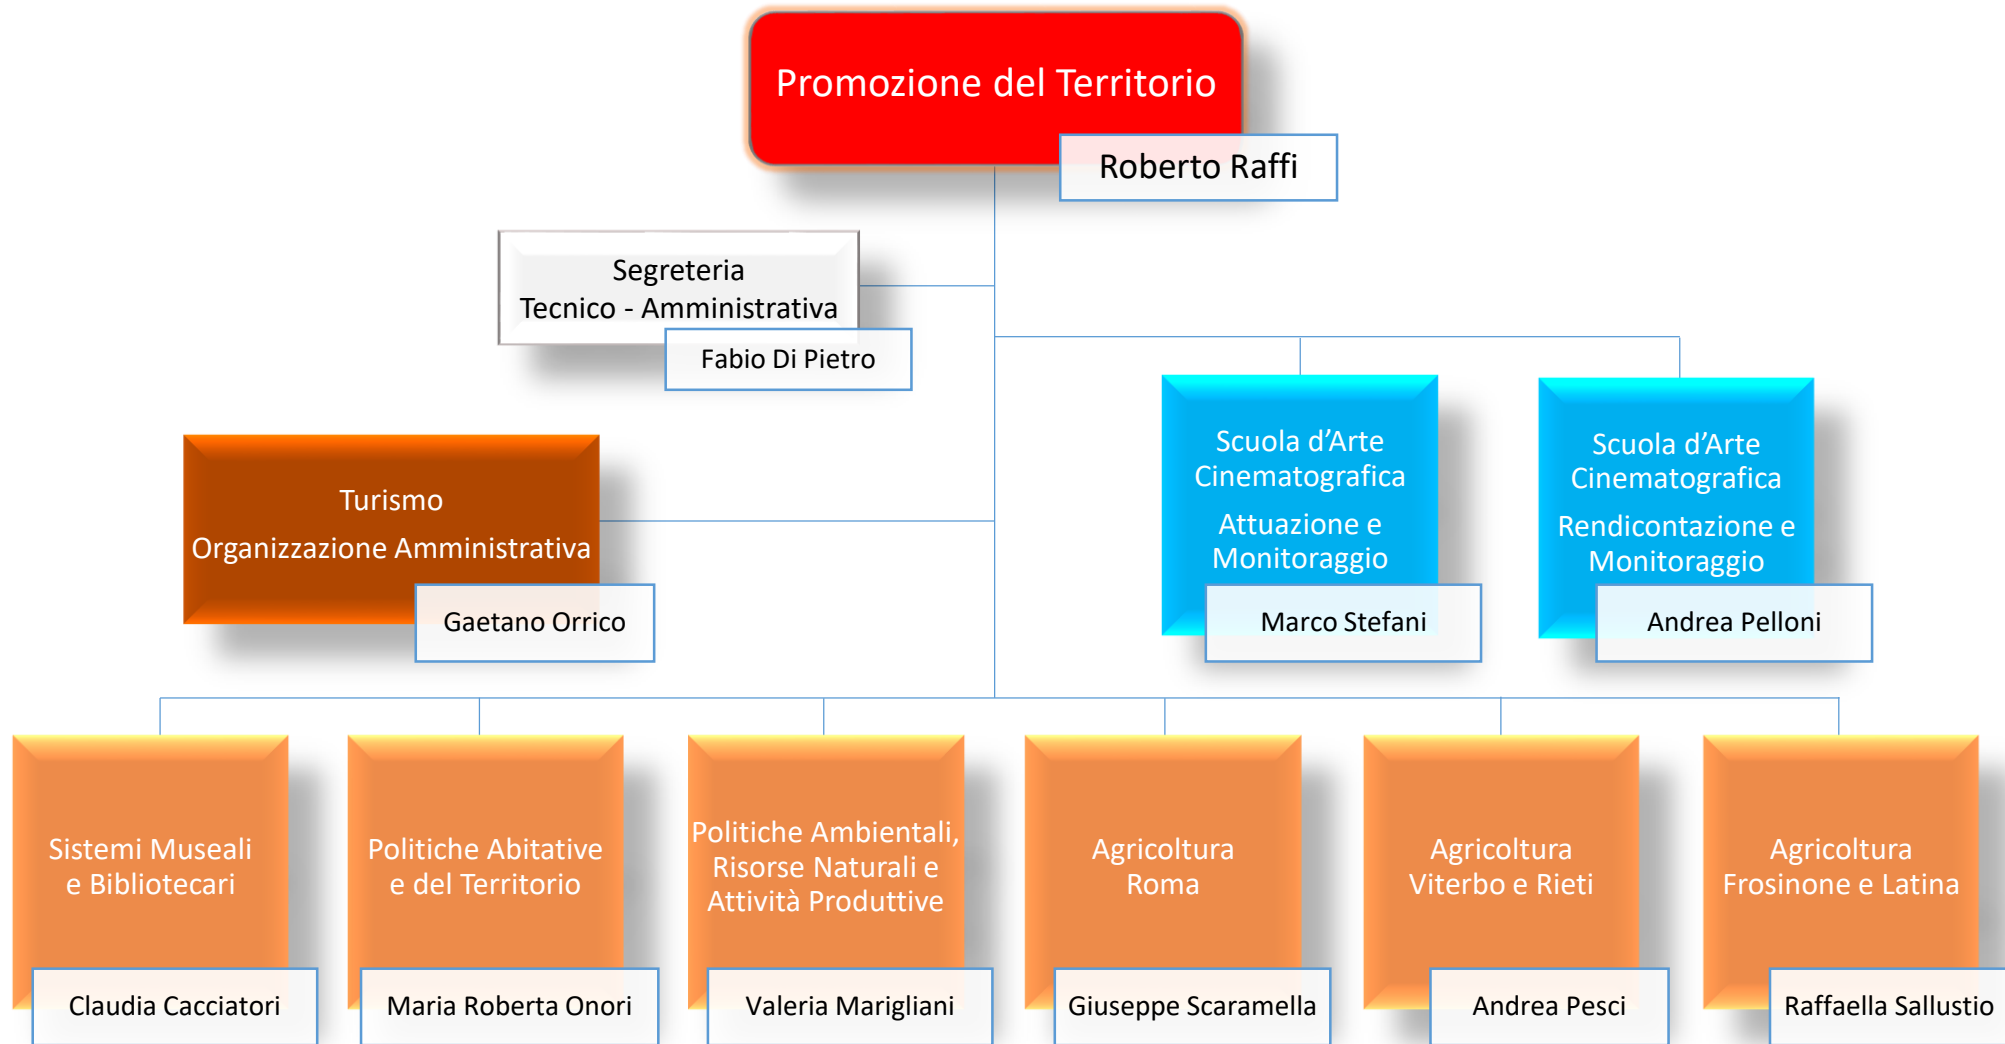 Promozione del Territorio
Roberto Raffi
Segreteria
Tecnico - Amministrativa
Fabio Di Pietro
Turismo
Organizzazione Amministrativa
Gaetano Orrico
Scuola d’Arte
Cinematografica
Attuazione e
Monitoraggio
Marco Stefani
Scuola d’Arte
Cinematografica
Rendicontazione e
Monitoraggio
Andrea Pelloni
Sistemi Museali
e Bibliotecari
Claudia Cacciatori
Politiche Abitative
e del Territorio
Maria Roberta Onori
Politiche Ambientali,
Risorse Naturali e
Attività Produttive
Valeria Marigliani
Agricoltura
Roma
Giuseppe Scaramella
Agricoltura
Viterbo e Rieti
Andrea Pesci
Agricoltura
Frosinone e Latina
Raffaella Sallustio